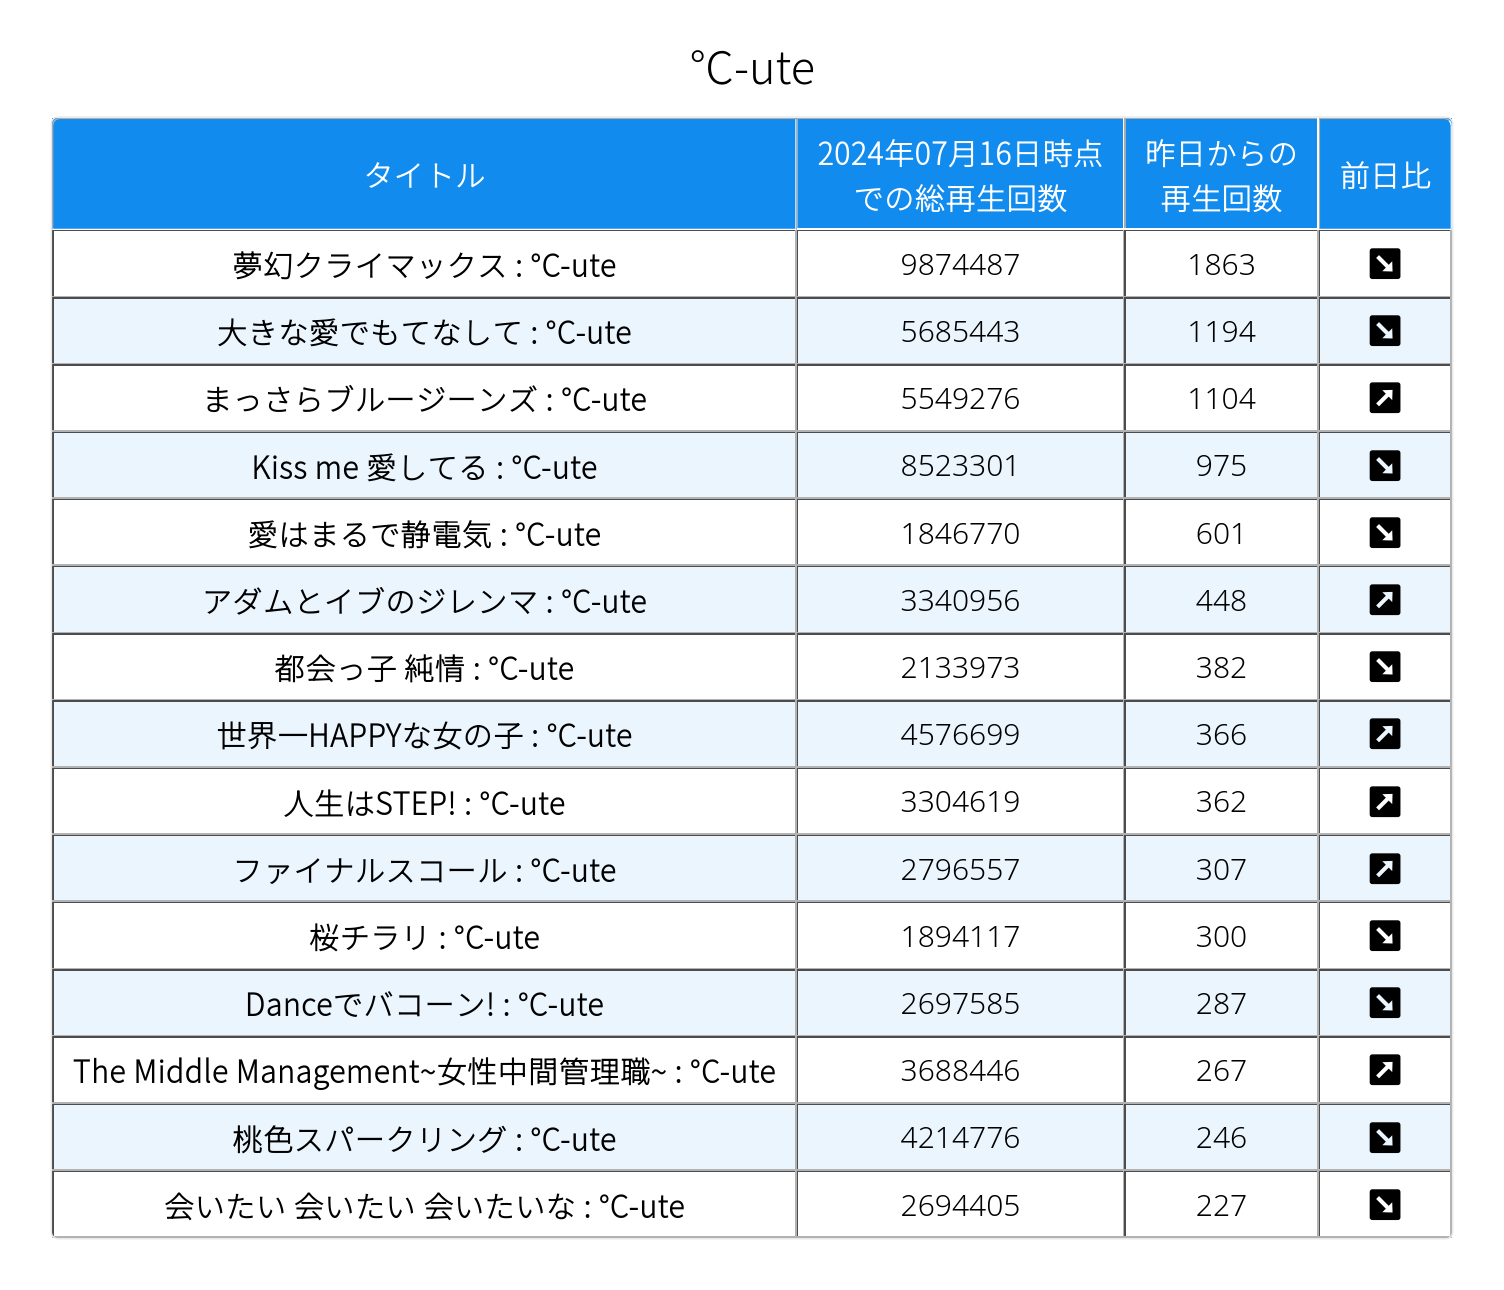 ℃-ute
タイトル
2024年07月16日時点
での総再生回数
昨日からの
再生回数
前日比
夢幻クライマックス : ℃-ute 9874487 1863 ↘
大きな愛でもてなして : ℃-ute 5685443 1194 ↘
まっさらブルージーンズ : ℃-ute 5549276 1104 ↗
Kiss me 愛してる : ℃-ute 8523301 975 ↘
愛はまるで静電気 : ℃-ute 1846770 601 ↘
アダムとイブのジレンマ : ℃-ute 3340956 448 ↗
都会っ子 純情 : ℃-ute 2133973 382 ↘
世界一HAPPYな女の子 : ℃-ute 4576699 366 ↗
人生はSTEP! : ℃-ute 3304619 362 ↗
ファイナルスコール : ℃-ute 2796557 307 ↗
桜チラリ : ℃-ute 1894117 300 ↘
Danceでバコーン! : ℃-ute 2697585 287 ↘
The Middle Management~女性中間管理職~ : ℃-ute 3688446 267 ↗
桃色スパークリング : ℃-ute 4214776 246 ↘
会いたい 会いたい 会いたいな : ℃-ute 2694405 227 ↘